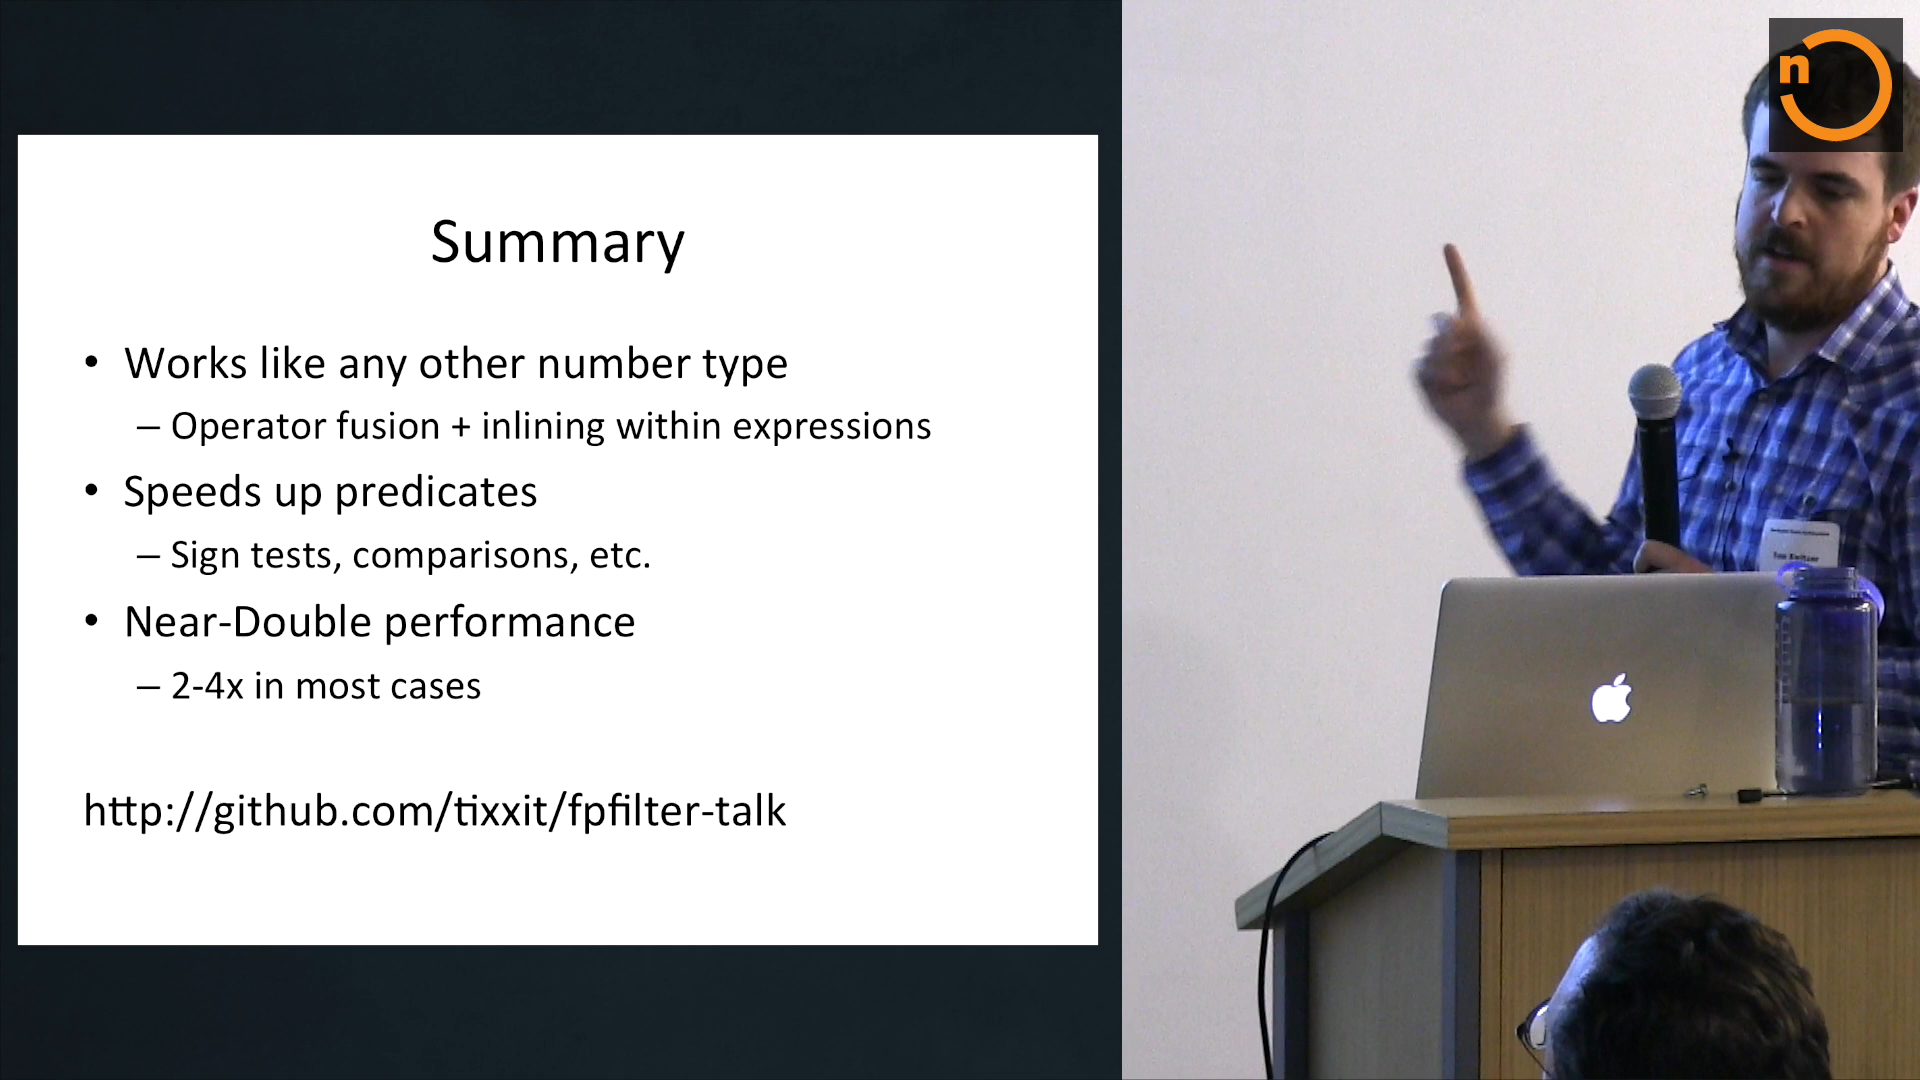 Summary
• Works like any other number type
– Operator fusion + inlining within expressions
• Speeds up predicates
– Sign tests, comparisons, etc.
• Near-Double performance
– 2-4x in most cases
http://github.com/tixxit/fpfilter-talk
n